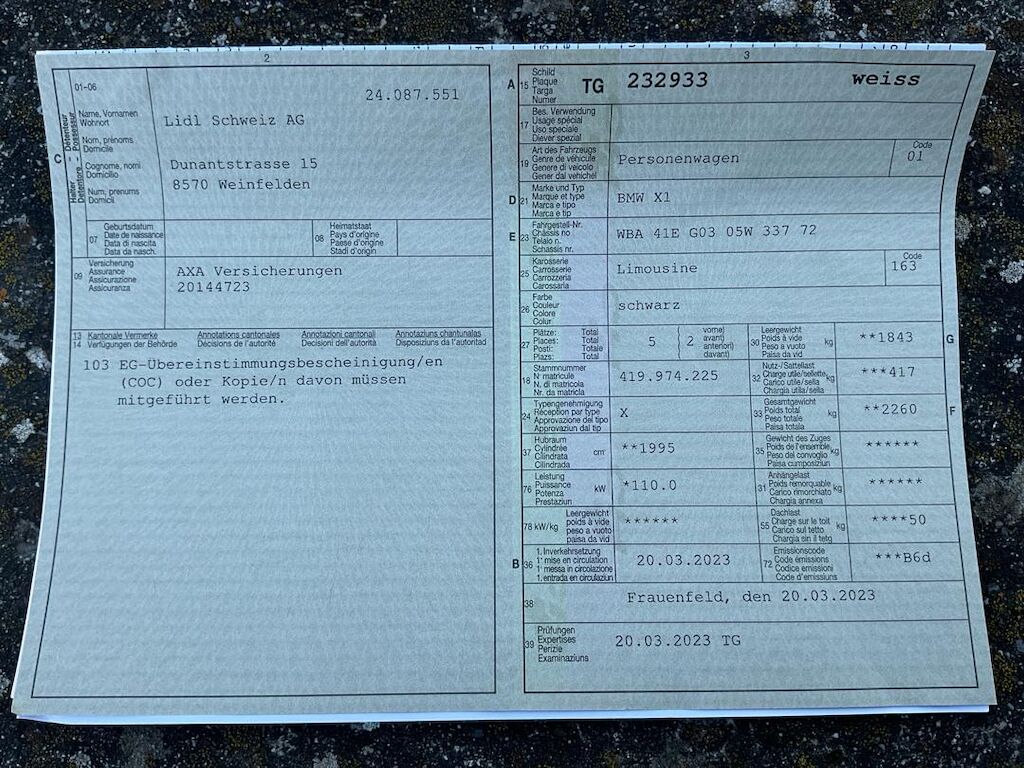 2
01-06
24.087.551
C
Halter - Détenteur
Detentore - Possessur
Name, Vornamen
Wohnort
Nom, prénoms
Domicile
Cognome, nomi
Domicilio
Num, prenums
Domicil
Lidl Schweiz AG
Dunantstrasse 15
8570 Weinfelden
07
Geburtsdatum
Date de naissance
Data di nascita
Data da nasch.
08
Heimatstaat
Pays d'origine
Paese d'origine
Stadi d'origin
09
Versicherung
Assurance
Assicurazione
Assicuranza
AXA Versicherungen
20144723
13 Kantonale Vermerke Annotations cantonales Annotazioni cantonali Annotaziuns chantunalas
14 Verfügungen der Behörde Décisions de l'autorité Decisioni dell'autorità Disposiziuns da l'autoritad
103 EG-Übereinstimmungsbescheinigung/en
(COC) oder Kopie/n davon müssen
mitgeführt werden.
3
A 15
Schild
Plaque
Targa
Numer
TG 232933 weiss
17
Bes. Verwendung
Usage spécial
Uso speciale
Diever spezial
19
Art des Fahrzeugs
Genre de véhicule
Genere di veicolo
Gener dal vehichel
Personenwagen
Code
01
D 21
Marke und Typ
Marque et type
Marca e tipo
Marca e tip
BMW X1
E 23
Fahrgestell-Nr.
Châssis no
Telaio n.
Schassis nr.
WBA 41E G03 05W 337 72
25
Karosserie
Carrosserie
Carrozzeria
Carossaria
Limousine
Code
163
26
Farbe
Couleur
Colore
Colur
schwarz
27
Plätze: Total
Places: Total
Posti: Totale
Plazs: Total
5
2
vorne)
avant)
anteriori)
davant)
30
Leergewicht
Poids à vide
Peso a vuoto
Paisa da vid
kg
**1843
G
18
Stammnummer
N° matricule
N. di matricola
Nr. da matricla
419.974.225
32
Nutz-/Sattellast
Charge utile/sellette
Carico utile/sella
Chargia utila/sella
kg
***417
24
Typengenehmigung
Réception par type
Approvazione del tipo
Approvaziun dal tip
X
33
Gesamtgewicht
Poids total
Peso totale
Paisa totala
kg
**2260
F
37
Hubraum
Cylindrée
Cilindrata
Cilindrada
cm³
**1995
35
Gewicht des Zuges
Poids de l'ensemble
Peso del convoglio
Paisa cumposiziun
kg
******
76
Leistung
Puissance
Potenza
Prestaziun
kW
*110.0
31
Anhängelast
Poids remorquable
Carico rimorchiato
Chargia annexa
kg
******
78 kW/kg
Leergewicht
poids à vide
peso a vuoto
paisa da vid
******
55
Dachlast
Charge sur le toit
Carico sul tetto
Chargia sin il tetg
kg
****50
B 36
1. Inverkehrsetzung
1re mise en circulation
1a messa in circolazione
1. entrada en circulaziun
20.03.2023
72
Emissionscode
Code émissions
Codice emissioni
Code d'emissiuns
***B6d
38
Frauenfeld, den 20.03.2023
39
Prüfungen
Expertises
Perizie
Examinaziuns
20.03.2023 TG